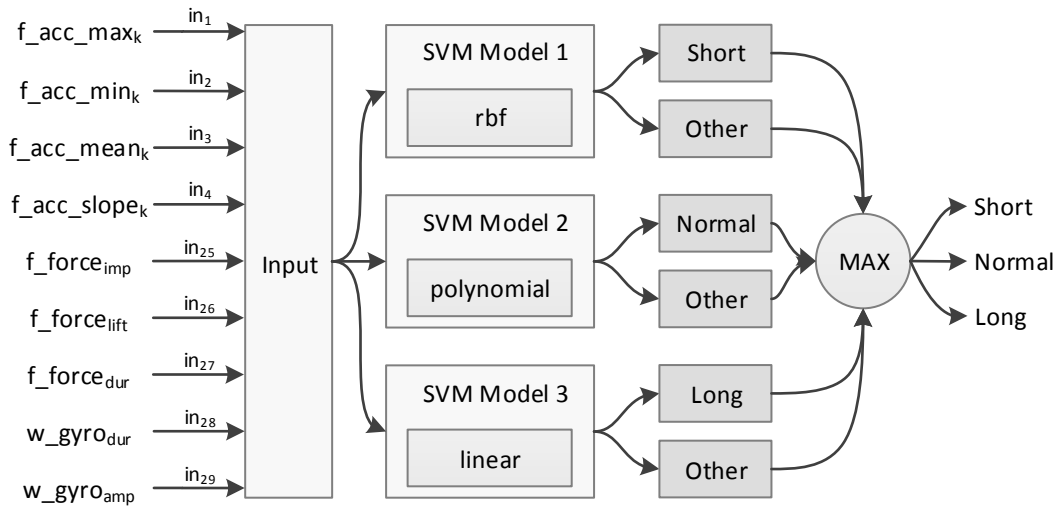 f_acc_maxk
in1
f_acc_mink
in2
f_acc_meank
in3
f_acc_slopek
in4
f_forceimp
in25
f_forcelift
in26
f_forcedur
in27
w_gyrodur
in28
w_gyroamp
in29
Input
SVM Model 1
rbf
SVM Model 2
polynomial
SVM Model 3
linear
Short
Other
Normal
Other
Long
Other
MAX
Short
Normal
Long